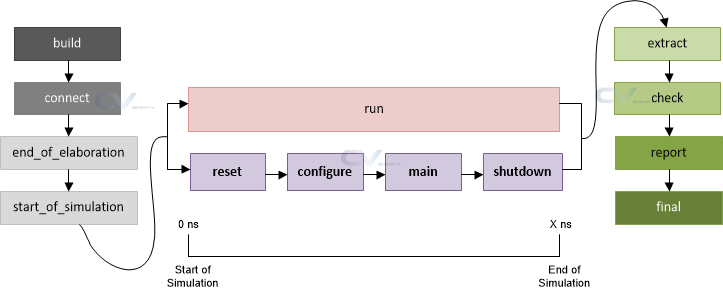 build
connect
end_of_elaboration
start_of_simulation
run
reset
configure
main
shutdown
0 ns
X ns
Start of
Simulation
End of
Simulation
extract
check
report
final